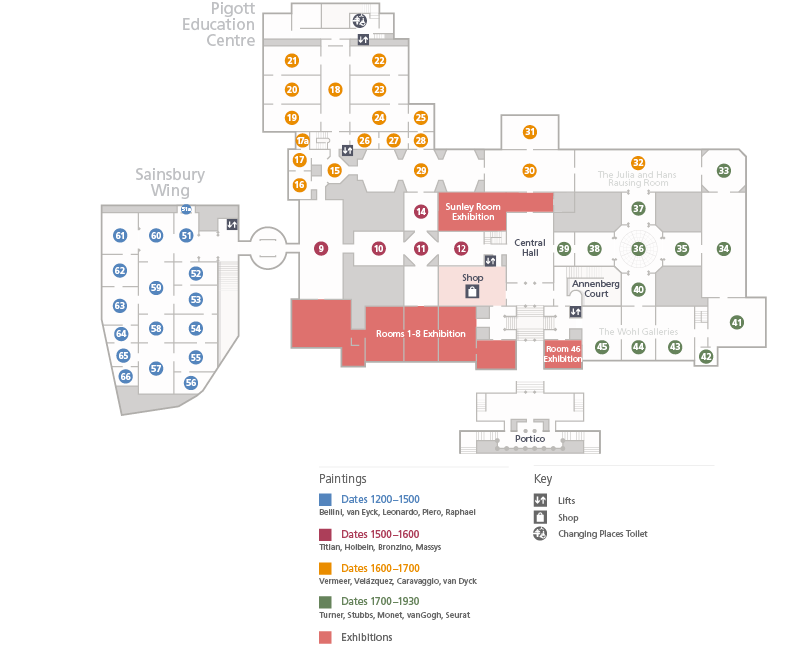 Pigott
Education
Centre
21
22
20
18
23
19
24
25
31
17a
26
27
28
17
15
29
30
32
The Julia and Hans
Rausing Room
33
16
Sainsbury
Wing
51a
14
Sunley Room
Exhibition
37
61
60
51
9
10
11
12
Central
Hall
39
38
36
35
34
62
52
59
53
63
Shop
Annenberg
Court
40
64
58
54
Rooms 1-8 Exhibition
The Wohl Galleries
41
65
55
66
57
56
Room 46
Exhibition
45
44
43
42
Portico
Paintings
Dates 1200–1500
Bellini, van Eyck, Leonardo, Piero, Raphael
Dates 1500–1600
Titian, Holbein, Bronzino, Massys
Dates 1600–1700
Vermeer, Velázquez, Caravaggio, van Dyck
Dates 1700–1930
Turner, Stubbs, Monet, vanGogh, Seurat
Exhibitions
Key
Lifts
Shop
Changing Places Toilet